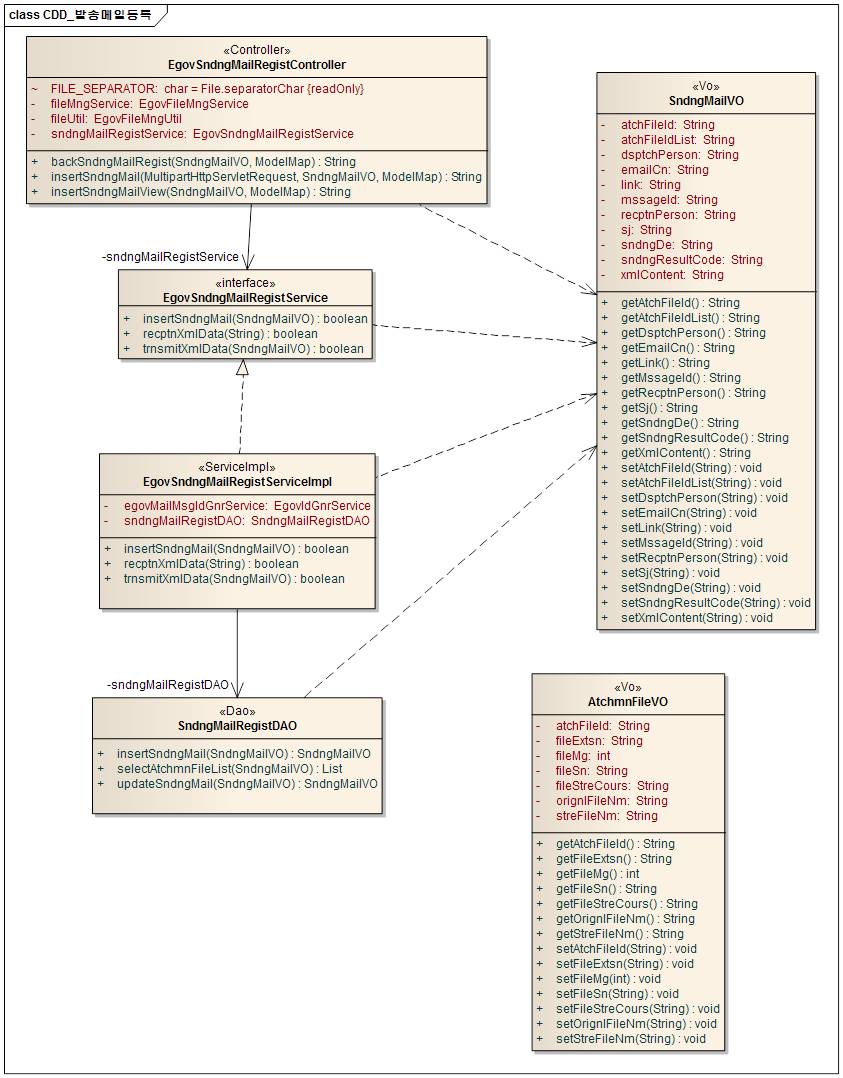 class CDD_발송메일등록
«Controller»
EgovSndngMailRegistController
~ FILE_SEPARATOR: char = File.separatorChar {readOnly}
- fileMngService: EgovFileMngService
- fileUtil: EgovFileMngUtil
- sndngMailRegistService: EgovSndngMailRegistService
+ backSndngMailRegist(SndngMailVO, ModelMap) : String
+ insertSndngMail(MultipartHttpServletRequest, SndngMailVO, ModelMap) : String
+ insertSndngMailView(SndngMailVO, ModelMap) : String
-sndngMailRegistService
«interface»
EgovSndngMailRegistService
+ insertSndngMail(SndngMailVO) : boolean
+ recptnXmlData(String) : boolean
+ trnsmitXmlData(SndngMailVO) : boolean
«ServiceImpl»
EgovSndngMailRegistServiceImpl
- egovMailMsgIdGnrService: EgovIdGnrService
- sndngMailRegistDAO: SndngMailRegistDAO
+ insertSndngMail(SndngMailVO) : boolean
+ recptnXmlData(String) : boolean
+ trnsmitXmlData(SndngMailVO) : boolean
-sndngMailRegistDAO
«Dao»
SndngMailRegistDAO
+ insertSndngMail(SndngMailVO) : SndngMailVO
+ selectAtchmnFileList(SndngMailVO) : List
+ updateSndngMail(SndngMailVO) : SndngMailVO
«Vo»
SndngMailVO
- atchFileId: String
- atchFileIdList: String
- dsptchPerson: String
- emailCn: String
- link: String
- mssageId: String
- recptnPerson: String
- sj: String
- sndngDe: String
- sndngResultCode: String
- xmlContent: String
+ getAtchFileId() : String
+ getAtchFileIdList() : String
+ getDsptchPerson() : String
+ getEmailCn() : String
+ getLink() : String
+ getMssageId() : String
+ getRecptnPerson() : String
+ getSj() : String
+ getSndngDe() : String
+ getSndngResultCode() : String
+ getXmlContent() : String
+ setAtchFileId(String) : void
+ setAtchFileIdList(String) : void
+ setDsptchPerson(String) : void
+ setEmailCn(String) : void
+ setLink(String) : void
+ setMssageId(String) : void
+ setRecptnPerson(String) : void
+ setSj(String) : void
+ setSndngDe(String) : void
+ setSndngResultCode(String) : void
+ setXmlContent(String) : void
«Vo»
AtchmnFileVO
- atchFileId: String
- fileExtsn: String
- fileMg: int
- fileSn: String
- fileStreCours: String
- orignlFileNm: String
- streFileNm: String
+ getAtchFileId() : String
+ getFileExtsn() : String
+ getFileMg() : int
+ getFileSn() : String
+ getFileStreCours() : String
+ getOrignlFileNm() : String
+ getStreFileNm() : String
+ setAtchFileId(String) : void
+ setFileExtsn(String) : void
+ setFileMg(int) : void
+ setFileSn(String) : void
+ setFileStreCours(String) : void
+ setOrignlFileNm(String) : void
+ setStreFileNm(String) : void